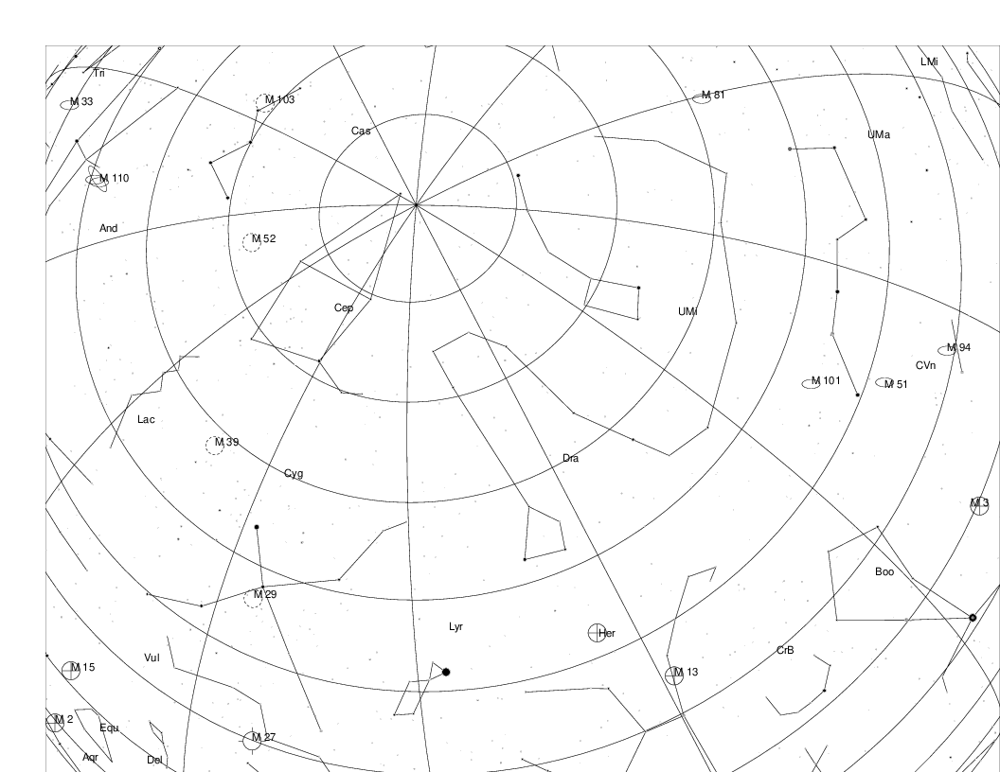 LMi
Tri
M 81
M 33
M 103
Cas
UMa
M 110
And
M 52
Cep
UMi
M 94
CVn
M 101
M 51
Lac
M 39
Dra
Cyg
M 3
Boo
M 29
Lyr
Her
CrB
Vul
M 15
M 13
M 2
Equ
M 27
Aqr
Del